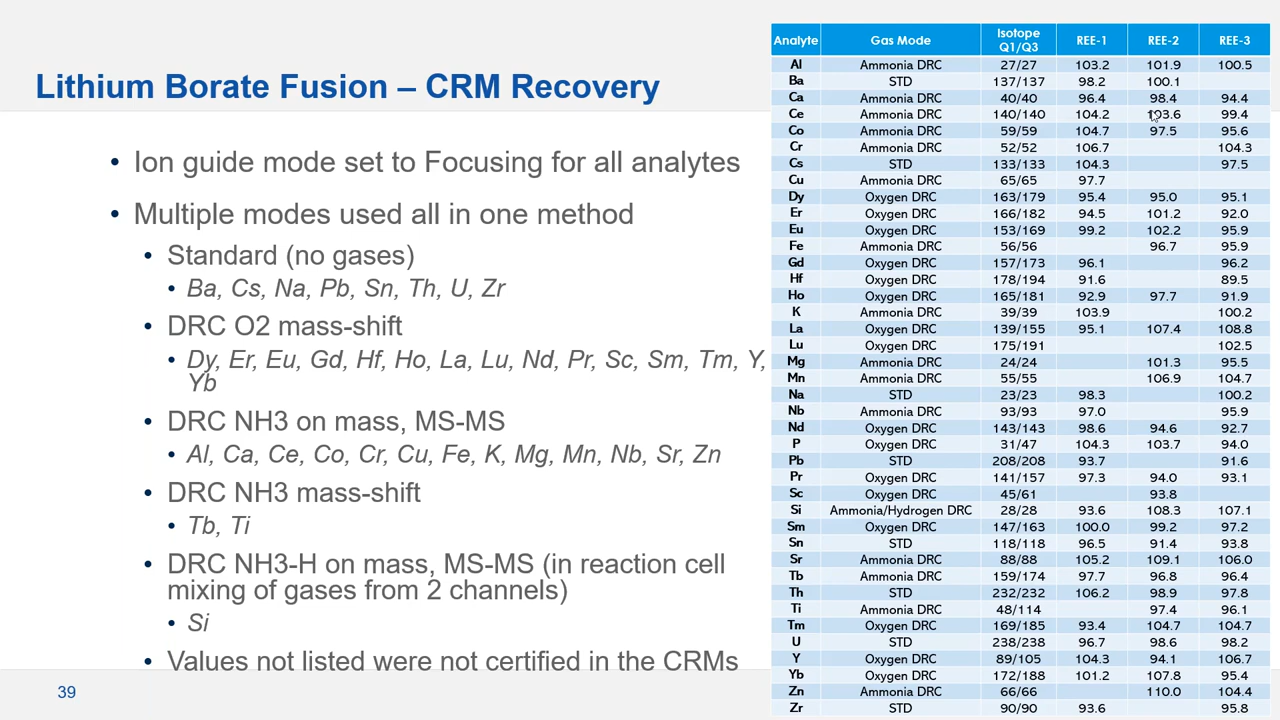 Lithium Borate Fusion – CRM Recovery
• Ion guide mode set to Focusing for all analytes
• Multiple modes used all in one method
• Standard (no gases)
• Ba, Cs, Na, Pb, Sn, Th, U, Zr
• DRC O2 mass-shift
• Dy, Er, Eu, Gd, Hf, Ho, La, Lu, Nd, Pr, Sc, Sm, Tm, Y,
Yb
• DRC NH3 on mass, MS-MS
• Al, Ca, Ce, Co, Cr, Cu, Fe, K, Mg, Mn, Nb, Sr, Zn
• DRC NH3 mass-shift
• Tb, Ti
• DRC NH3-H on mass, MS-MS (in reaction cell
mixing of gases from 2 channels)
• Si
• Values not listed were not certified in the CRMs
39
Analyte Gas Mode Isotope Q1/Q3 REE-1 REE-2 REE-3
Al Ammonia DRC 27/27 103.2 101.9 100.5
Ba STD 137/137 98.2 100.1
Ca Ammonia DRC 40/40 96.4 98.4 94.4
Ce Ammonia DRC 140/140 104.2 103.6 99.4
Co Ammonia DRC 59/59 104.7 97.5 95.6
Cr Ammonia DRC 52/52 106.7 104.3
Cs STD 133/133 104.3 97.5
Cu Ammonia DRC 65/65 97.7
Dy Oxygen DRC 163/179 95.4 95.0 95.1
Er Oxygen DRC 166/182 94.5 101.2 92.0
Eu Oxygen DRC 153/169 99.2 102.2 95.9
Fe Ammonia DRC 56/56 96.7 95.9
Gd Oxygen DRC 157/173 96.1 96.2
Hf Oxygen DRC 178/194 91.6 89.5
Ho Oxygen DRC 165/181 92.9 97.7 91.9
K Ammonia DRC 39/39 103.9 100.2
La Oxygen DRC 139/155 95.1 107.4 108.8
Lu Oxygen DRC 175/191 102.5
Mg Ammonia DRC 24/24 101.3 95.5
Mn Ammonia DRC 55/55 106.9 104.7
Na STD 23/23 98.3 100.2
Nb Ammonia DRC 93/93 97.0 95.9
Nd Oxygen DRC 143/143 98.6 94.6 92.7
P Oxygen DRC 31/47 104.3 103.7 94.0
Pb STD 208/208 93.7 91.6
Pr Oxygen DRC 141/157 97.3 94.0 93.1
Sc Oxygen DRC 45/61 93.8
Si Ammonia/Hydrogen DRC 28/28 93.6 108.3 107.1
Sm Oxygen DRC 147/163 100.0 99.2 97.2
Sn STD 118/118 96.5 91.4 93.8
Sr Ammonia DRC 88/88 105.2 109.1 106.0
Tb Ammonia DRC 159/174 97.7 96.8 96.4
Th STD 232/232 106.2 98.9 97.8
Ti Ammonia DRC 48/114 97.4 96.1
Tm Oxygen DRC 169/185 93.4 104.7 104.7
U STD 238/238 96.7 98.6 98.2
Y Oxygen DRC 89/105 104.3 94.1 106.7
Yb Oxygen DRC 172/188 101.2 107.8 95.4
Zn Ammonia DRC 66/66 110.0 104.4
Zr STD 90/90 93.6 95.8